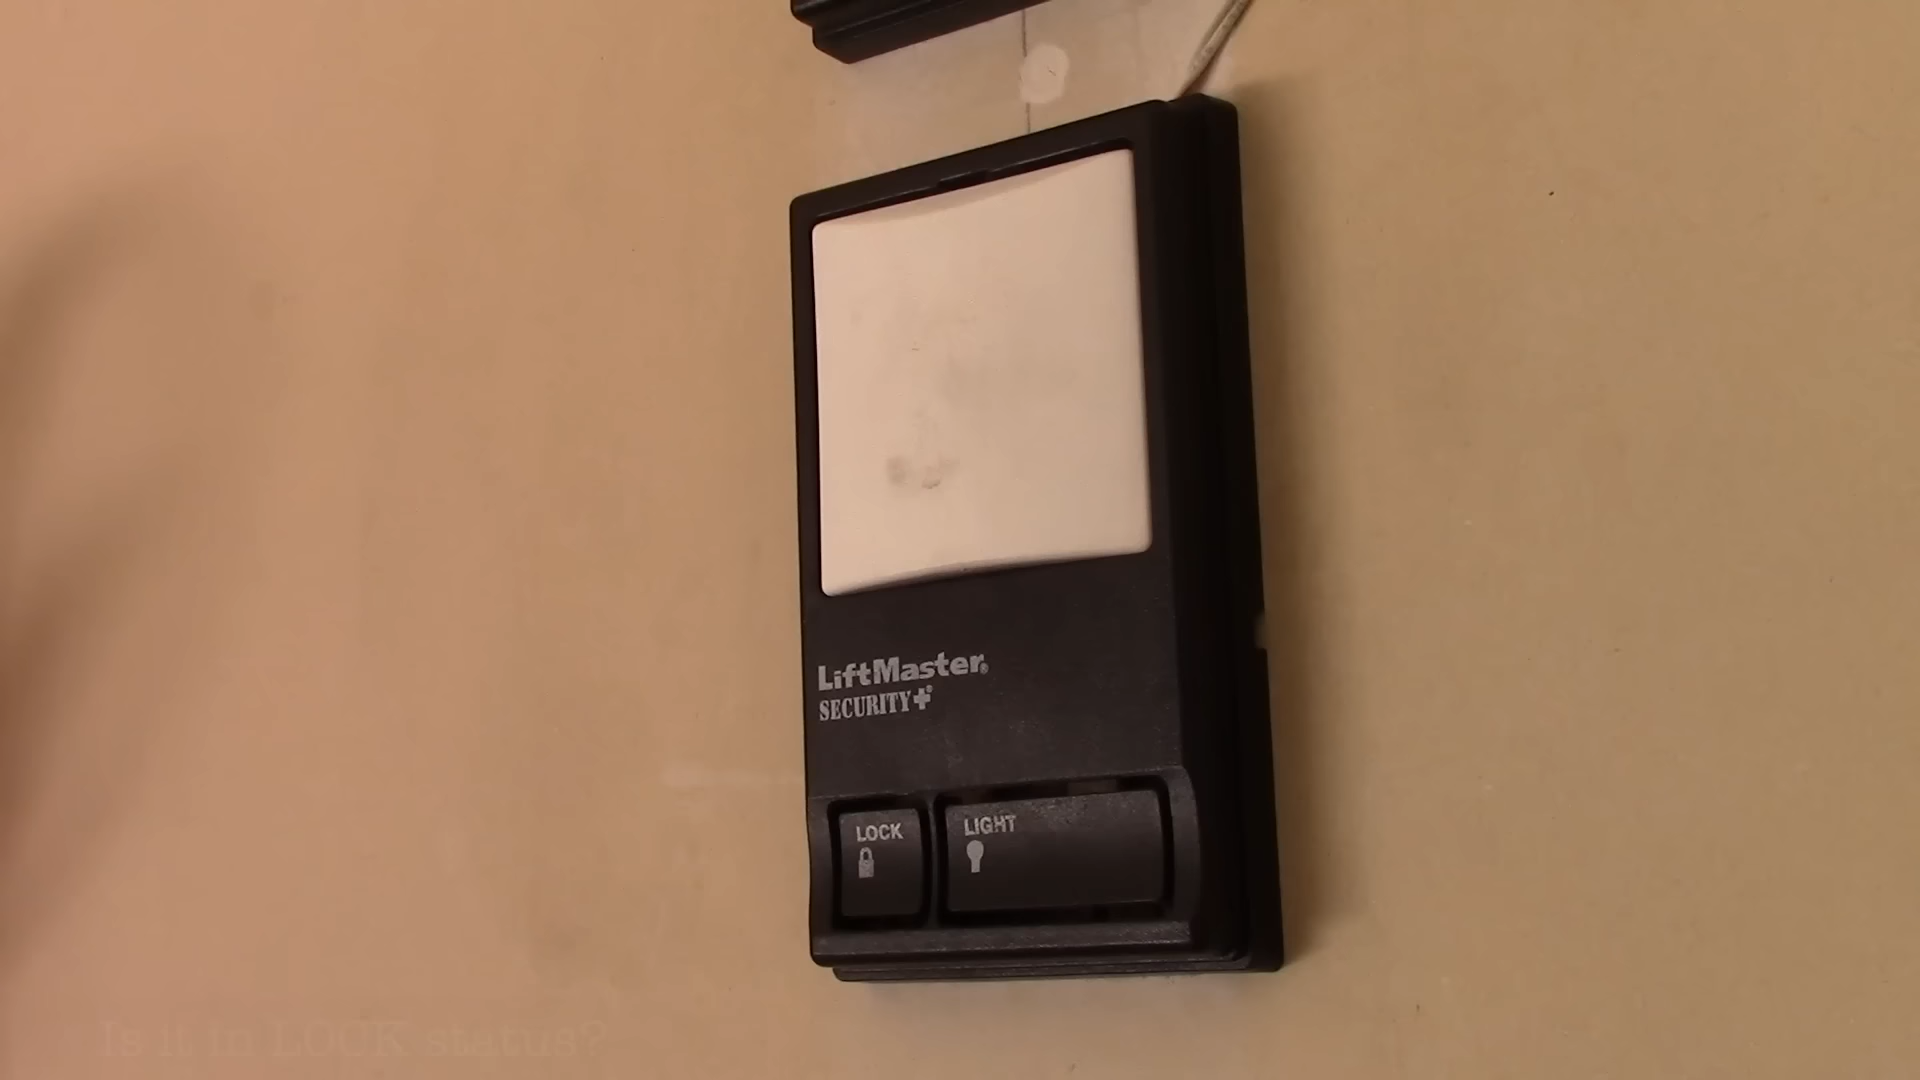 LiftMaster®
SECURITY+®
LOCK
LIGHT
Is it in LOCK status?